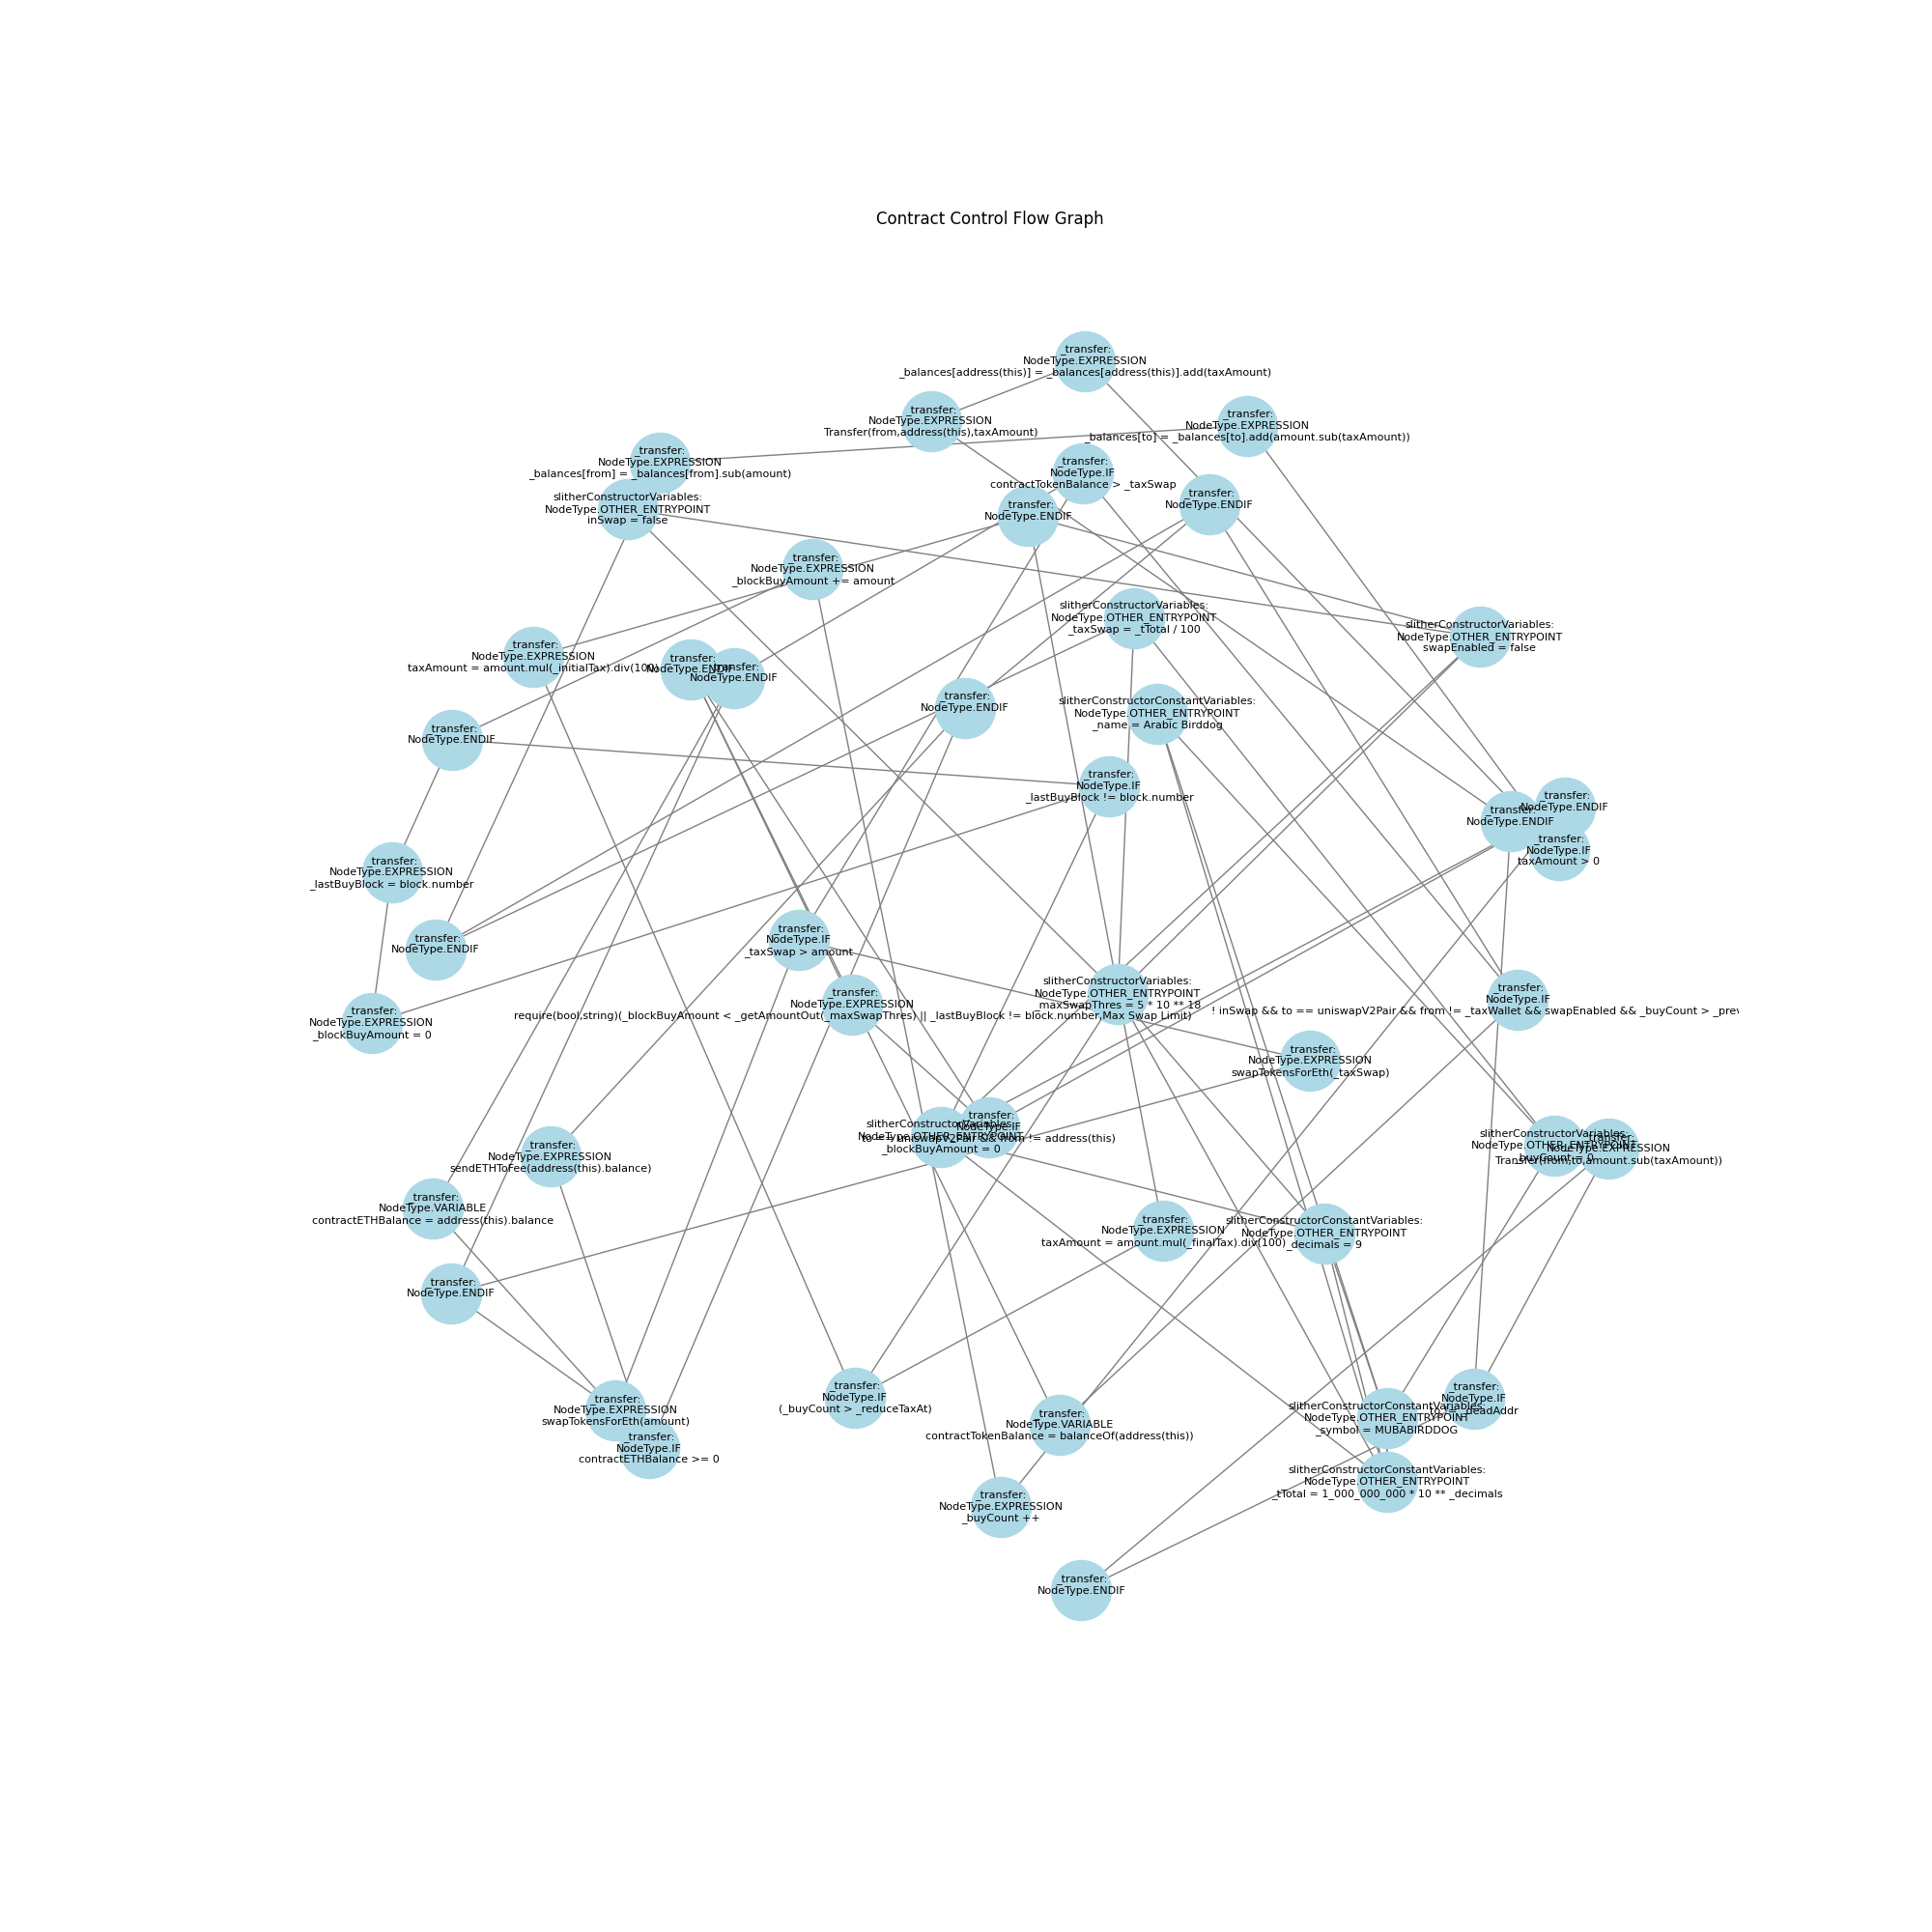 Contract Control Flow Graph
_transfer:
NodeType.EXPRESSION
_balances[address(this)] = _balances[address(this)].add(taxAmount)
_transfer:
NodeType.EXPRESSION
Transfer(from,address(this),taxAmount)
_transfer:
NodeType.EXPRESSION
_balances[to] = _balances[to].add(amount.sub(taxAmount))
_transfer:
NodeType.EXPRESSION
_balances[from] = _balances[from].sub(amount)
_transfer:
NodeType.IF
contractTokenBalance > _taxSwap
slitherConstructorVariables:
NodeType.OTHER_ENTRYPOINT
inSwap = false
_transfer:
NodeType.ENDIF
_transfer:
NodeType.ENDIF
_transfer:
NodeType.EXPRESSION
_blockBuyAmount += amount
slitherConstructorVariables:
NodeType.OTHER_ENTRYPOINT
_taxSwap = _tTotal / 100
slitherConstructorVariables:
NodeType.OTHER_ENTRYPOINT
swapEnabled = false
_transfer:
NodeType.EXPRESSION
taxAmount = amount.mul(_initialTax).div(100)
_transfer:
NodeType.ENDIF
_transfer:
NodeType.ENDIF
_transfer:
NodeType.ENDIF
slitherConstructorConstantVariables:
NodeType.OTHER_ENTRYPOINT
_name = Arabic Birddog
_transfer:
NodeType.ENDIF
_transfer:
NodeType.IF
_lastBuyBlock != block.number
_transfer:
NodeType.ENDIF
_transfer:
NodeType.ENDIF
_transfer:
NodeType.IF
taxAmount > 0
_transfer:
NodeType.EXPRESSION
_lastBuyBlock = block.number
_transfer:
NodeType.ENDIF
_transfer:
NodeType.IF
_taxSwap > amount
_transfer:
NodeType.EXPRESSION
require(bool,string)(_blockBuyAmount < _getAmountOut(_maxSwapThres) || _lastBuyBlock != block.number,Max Swap Limit)
slitherConstructorVariables:
NodeType.OTHER_ENTRYPOINT
_maxSwapThres = 5 * 10 ** 18
_transfer:
NodeType.IF
! inSwap && to == uniswapV2Pair && from != _taxWallet && swapEnabled && _buyCount > _prev
_transfer:
NodeType.EXPRESSION
_blockBuyAmount = 0
_transfer:
NodeType.EXPRESSION
swapTokensForEth(_taxSwap)
_transfer:
NodeType.IF
to == uniswapV2Pair && from != address(this)
slitherConstructorVariables:
NodeType.OTHER_ENTRYPOINT
_blockBuyAmount = 0
slitherConstructorVariables:
NodeType.OTHER_ENTRYPOINT
_buyCount = 0
_transfer:
NodeType.EXPRESSION
Transfer(from,to,amount.sub(taxAmount))
_transfer:
NodeType.EXPRESSION
sendETHToFee(address(this).balance)
_transfer:
NodeType.VARIABLE
contractETHBalance = address(this).balance
_transfer:
NodeType.EXPRESSION
taxAmount = amount.mul(_finalTax).div(100)
slitherConstructorConstantVariables:
NodeType.OTHER_ENTRYPOINT
_decimals = 9
_transfer:
NodeType.ENDIF
_transfer:
NodeType.IF
(_buyCount > _reduceTaxAt)
_transfer:
NodeType.IF
to != _deadAddr
_transfer:
NodeType.EXPRESSION
swapTokensForEth(amount)
_transfer:
NodeType.VARIABLE
contractTokenBalance = balanceOf(address(this))
slitherConstructorConstantVariables:
NodeType.OTHER_ENTRYPOINT
_symbol = MUBABIRDDOG
_transfer:
NodeType.IF
contractETHBalance >= 0
slitherConstructorConstantVariables:
NodeType.OTHER_ENTRYPOINT
_tTotal = 1_000_000_000 * 10 ** _decimals
_transfer:
NodeType.EXPRESSION
_buyCount ++
_transfer:
NodeType.ENDIF